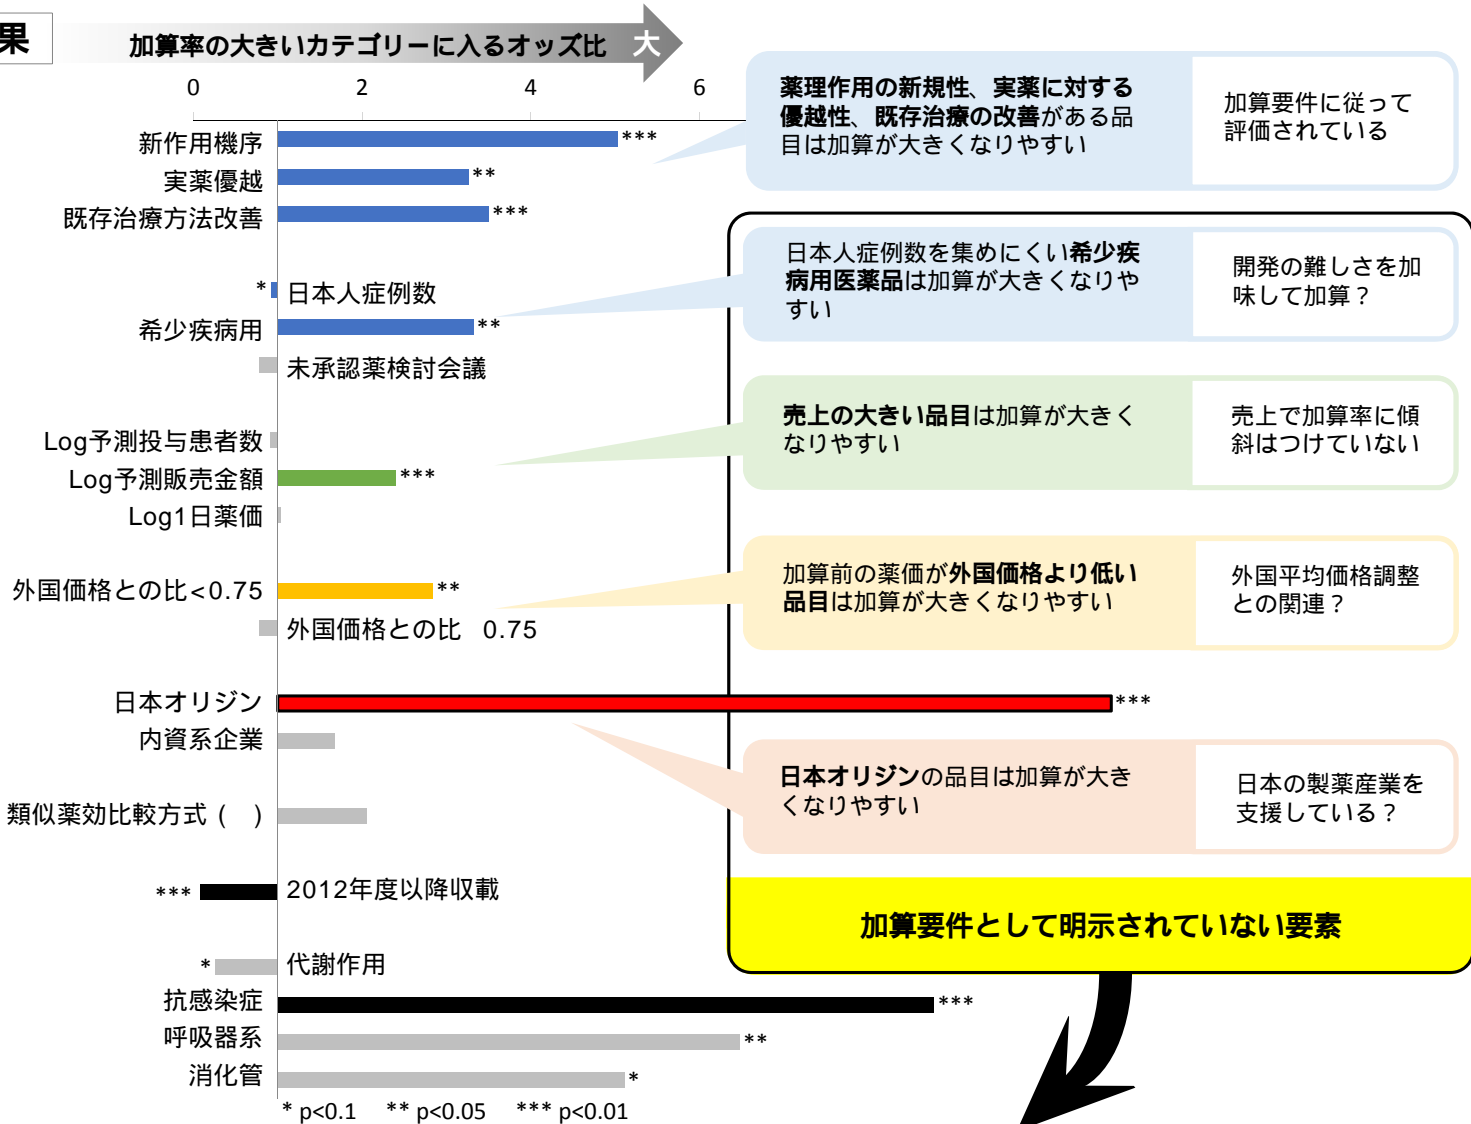 果
加算率の大きいカテゴリーに入るオッズ比 大
0 2 4 6
新作用機序 ***
実薬優越 **
既存治療方法改善 ***
* 日本人症例数
希少疾病用 **
未承認薬検討会議
Log予測投与患者数
Log予測販売金額 ***
Log1日薬価
外国価格との比<0.75 **
外国価格との比 0.75
日本オリジン ***
内資系企業
類似薬効比較方式 ( )
*** 2012年度以降収載
* 代謝作用
抗感染症 ***
呼吸器系 **
消化管 *
* p<0.1 ** p<0.05 *** p<0.01
薬理作用の新規性、実薬に対する
優越性、既存治療の改善がある品
目は加算が大きくなりやすい
加算要件に従って
評価されている
日本人症例数を集めにくい希少疾
病用医薬品は加算が大きくなりや
すい
開発の難しさを加
味して加算？
売上の大きい品目は加算が大きく
なりやすい
売上で加算率に傾
斜はつけていない
加算前の薬価が外国価格より低い
品目は加算が大きくなりやすい
外国平均価格調整
との関連？
日本オリジンの品目は加算が大き
くなりやすい
日本の製薬産業を
支援している？
加算要件として明示されていない要素